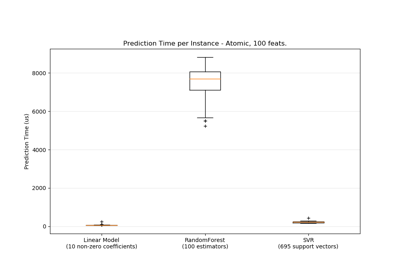 Prediction Time per Instance - Atomic, 100 feats.
Prediction Time (us)
8000
6000
4000
2000
0
Linear Model
(10 non-zero coefficients)
RandomForest
(100 estimators)
SVR
(695 support vectors)